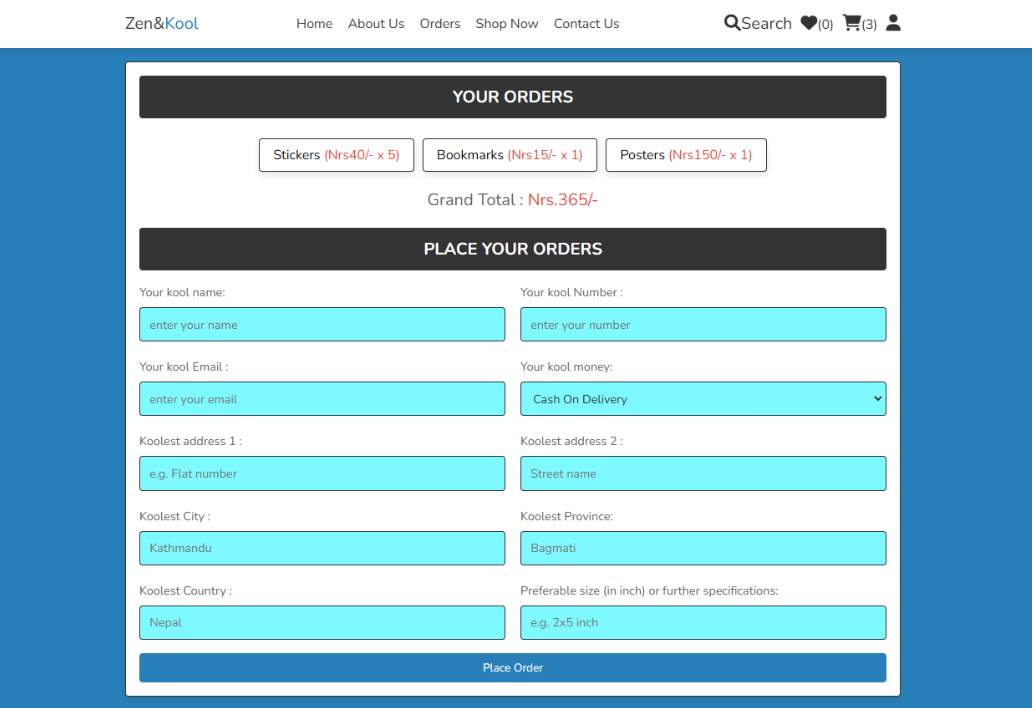 Zen&Kool Home About Us Orders Shop Now Contact Us Search (0) (3)
YOUR ORDERS
Stickers (Nrs40/- x 5) Bookmarks (Nrs15/- x 1) Posters (Nrs150/- x 1)
Grand Total : Nrs.365/-
PLACE YOUR ORDERS
Your kool name: Your kool Number :
enter your name enter your number
Your kool Email : Your kool money:
enter your email Cash On Delivery
Koolest address 1 : Koolest address 2 :
e.g. Flat number Street name
Koolest City : Koolest Province:
Kathmandu Bagmati
Koolest Country : Preferable size (in inch) or further specifications:
Nepal e.g. 2x5 inch
Place Order